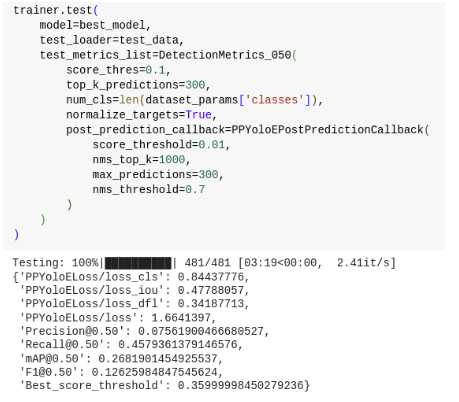 trainer.test(
    model=best_model,
    test_loader=test_data,
    test_metrics_list=DetectionMetrics_050(
        score_thres=0.1,
        top_k_predictions=300,
        num_cls=len(dataset_params['classes']),
        normalize_targets=True,
        post_prediction_callback=PPYoloEPostPredictionCallback(
            score_threshold=0.01,
            nms_top_k=1000,
            max_predictions=300,
            nms_threshold=0.7
        )
    )
)
Testing: 100%|██████████| 481/481 [03:19<00:00,  2.41it/s]
{'PPYoloELoss/loss_cls': 0.84437776,
 'PPYoloELoss/loss_iou': 0.47788057,
 'PPYoloELoss/loss_dfl': 0.34187713,
 'PPYoloELoss/loss': 1.6641397,
 'Precision@0.50': 0.07561900466680527,
 'Recall@0.50': 0.4579361379146576,
 'mAP@0.50': 0.2681901454925537,
 'F1@0.50': 0.12625984847545624,
 'Best_score_threshold': 0.35999998450279236}